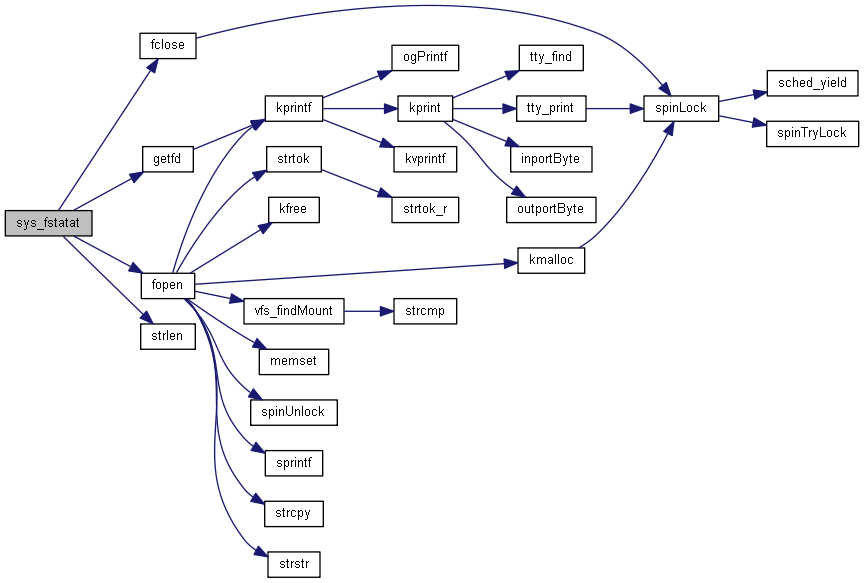 fclose
ogPrintf
tty_find
sched_yield
kprintf
kprint
tty_print
spinLock
spinTryLock
getfd
strtok
kvprintf
inportByte
sys_fstatat
kfree
strtok_r
outportByte
fopen
kmalloc
vfs_findMount
strcmp
strlen
memset
spinUnlock
sprintf
strcpy
strstr